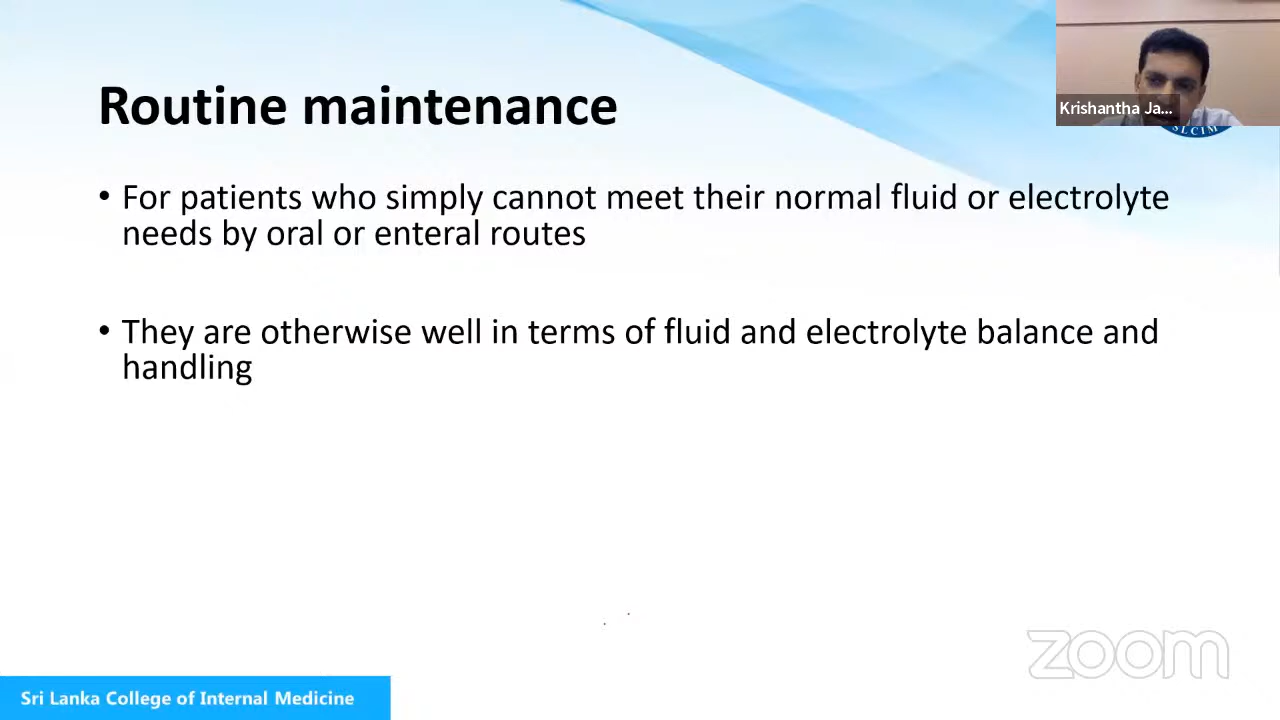 Routine maintenance
Krishantha Ja...
SLCIM
• For patients who simply cannot meet their normal fluid or electrolyte
needs by oral or enteral routes
• They are otherwise well in terms of fluid and electrolyte balance and
handling
zoom
Sri Lanka College of Internal Medicine